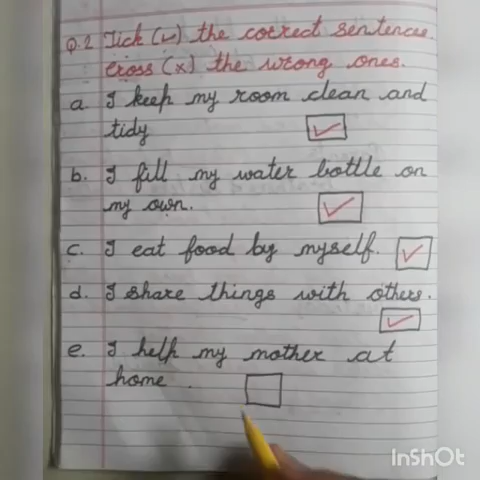 Q.2 Tick (✓) the correct sentences
cross (×) the wrong ones.
a. I keep my room clean and
tidy ✓
b. I fill my water bottle on
my own. ✓
c. I eat food by myself. ✓
d. I share things with others.
✓
e. I help my mother at
home.
InShOt